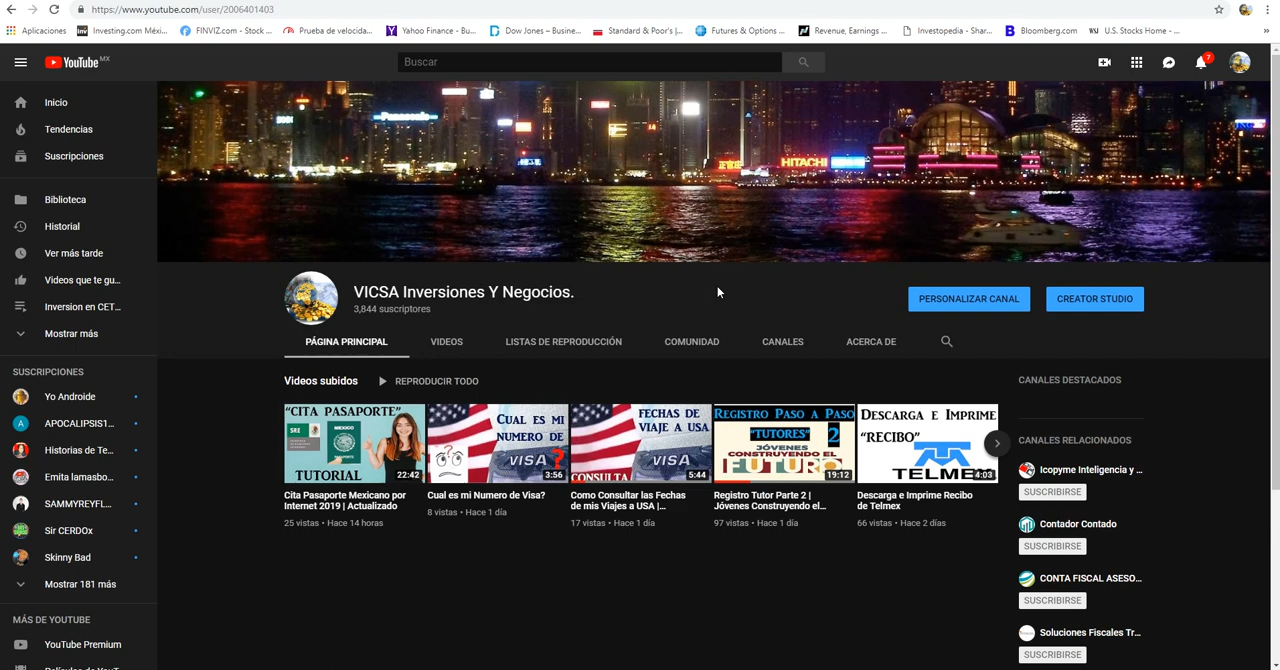 https://www.youtube.com/user/2006401403
Aplicaciones
Investing.com Méxi...
FINVIZ.com - Stock ...
Prueba de velocida...
Yahoo Finance - Bu...
Dow Jones – Busine...
Standard & Poor's |...
Futures & Options ...
Revenue, Earnings ...
Investopedia - Shar...
Bloomberg.com
WSJ U.S. Stocks Home - ...
YouTube MX
Buscar
7
Inicio
Tendencias
Suscripciones
Biblioteca
Historial
Ver más tarde
Videos que te gu...
Inversion en CET...
Mostrar más
SUSCRIPCIONES
Yo Androide
A APOCALIPSIS1...
Historias de Te...
Emita lamasbo...
SAMMYREYFL...
Sir CERDOx
Skinny Bad
Mostrar 181 más
MÁS DE YOUTUBE
YouTube Premium
Panasonic
HITACHI
VICSA Inversiones Y Negocios.
3,844 suscriptores
PERSONALIZAR CANAL
CREATOR STUDIO
PÁGINA PRINCIPAL
VIDEOS
LISTAS DE REPRODUCCIÓN
COMUNIDAD
CANALES
ACERCA DE
Videos subidos
REPRODUCIR TODO
"CITA PASAPORTE"
SRE
MÉXICO
TUTORIAL
22:42
Cita Pasaporte Mexicano por
Internet 2019 | Actualizado
25 vistas • Hace 14 horas
CUAL ES MI
NUMERO DE
VISA?
3:56
Cual es mi Numero de Visa?
8 vistas • Hace 1 día
FECHAS DE
VIAJE A USA
VISA
CONSULTA
5:44
Como Consultar las Fechas
de mis Viajes a USA |...
17 vistas • Hace 1 día
REGISTRO PASO A PASO
"TUTORES" 2
JÓVENES
CONSTRUYENDO EL
FUTURO
19:12
Registro Tutor Parte 2 |
Jóvenes Construyendo el...
97 vistas • Hace 1 día
DESCARGA E IMPRIME
"RECIBO"
TELMEX
4:03
Descarga e Imprime Recibo
de Telmex
66 vistas • Hace 2 días
CANALES DESTACADOS
CANALES RELACIONADOS
Icopyme Inteligencia y ...
SUSCRIBIRSE
Contador Contado
SUSCRIBIRSE
CONTA FISCAL ASESO...
SUSCRIBIRSE
Soluciones Fiscales Tr...
SUSCRIBIRSE